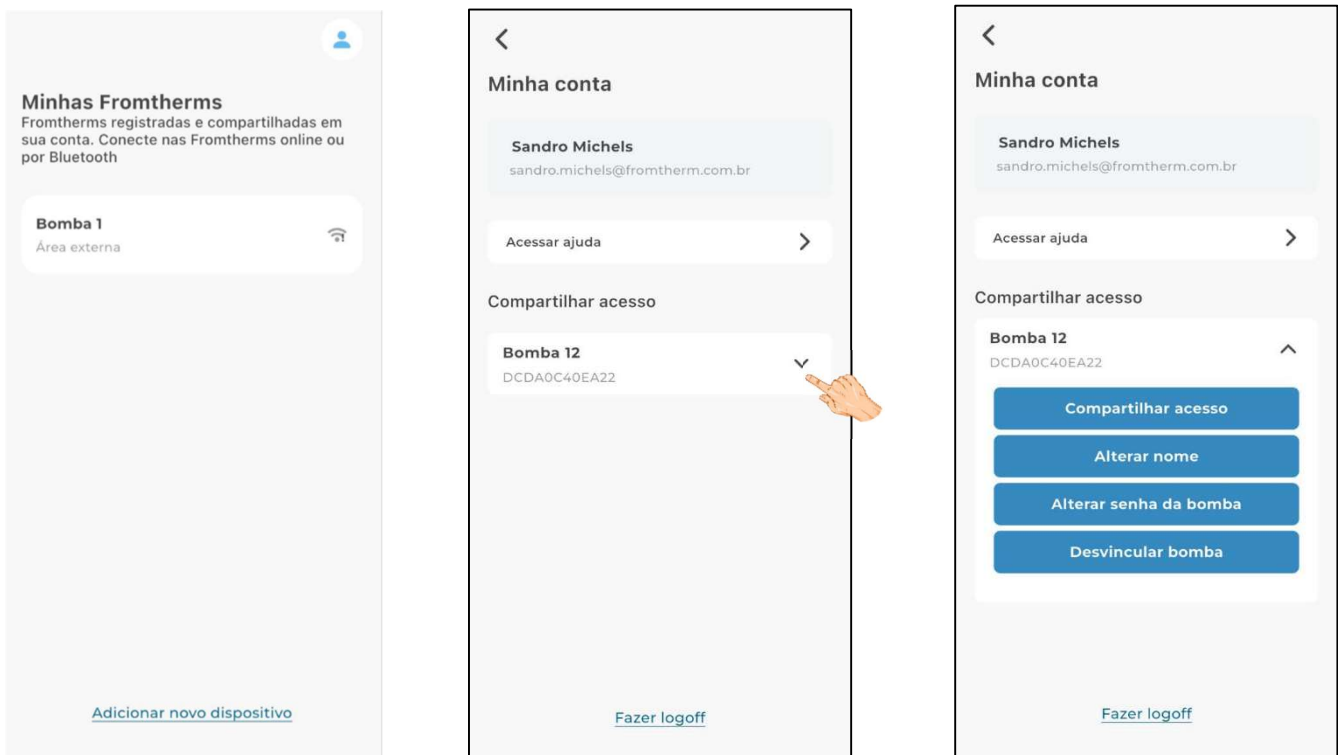 Minhas Fromtherms
Fromtherms registradas e compartilhadas em
sua conta. Conecte nas Fromtherms online ou
por Bluetooth
Bomba 1
Área externa
Adicionar novo dispositivo
Minha conta
Sandro Michels
sandro.michels@fromtherm.com.br
Acessar ajuda
Compartilhar acesso
Bomba 12
DCDA0C40EA22
Fazer logoff
Minha conta
Sandro Michels
sandro.michels@fromtherm.com.br
Acessar ajuda
Compartilhar acesso
Bomba 12
DCDA0C40EA22
Compartilhar acesso
Alterar nome
Alterar senha da bomba
Desvincular bomba
Fazer logoff